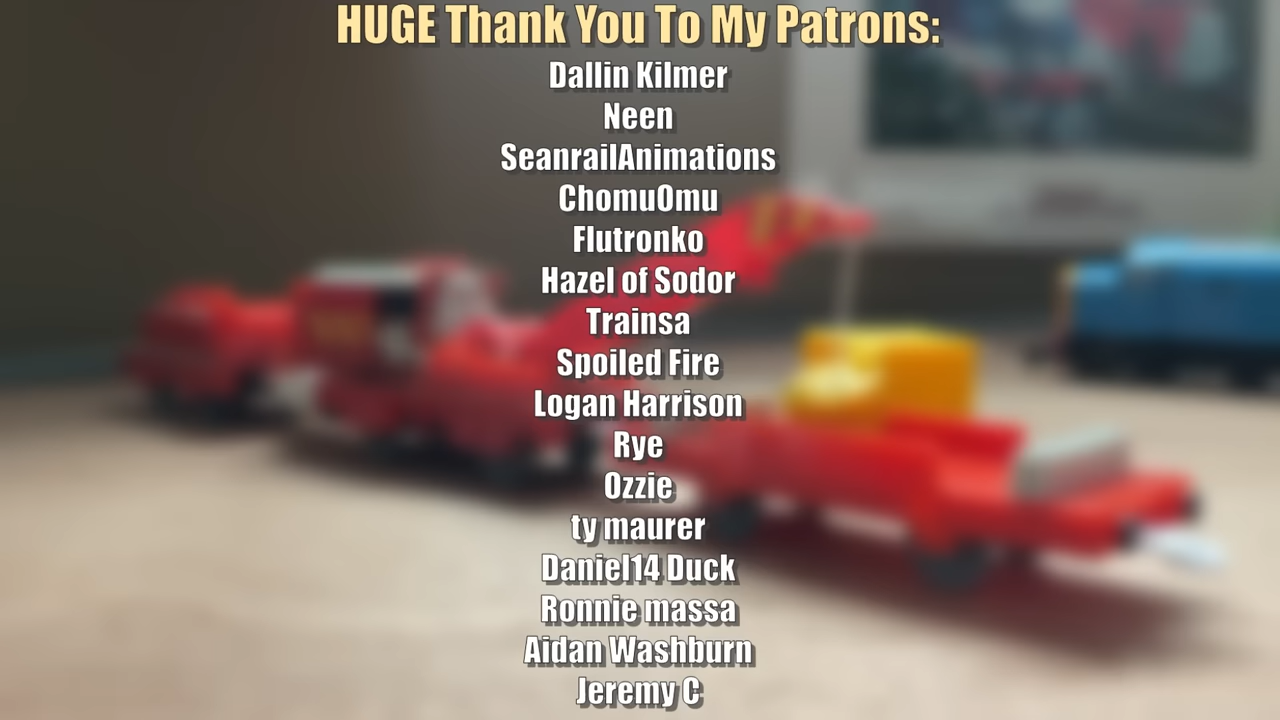 HUGE Thank You To My Patrons:
Dallin Kilmer
Neen
SeanrailAnimations
ChomuOmu
Flutronko
Hazel of Sodor
Trainsa
Spoiled Fire
Logan Harrison
Rye
Ozzie
ty maurer
Daniel14 Duck
Ronnie massa
Aidan Washburn
Jeremy C